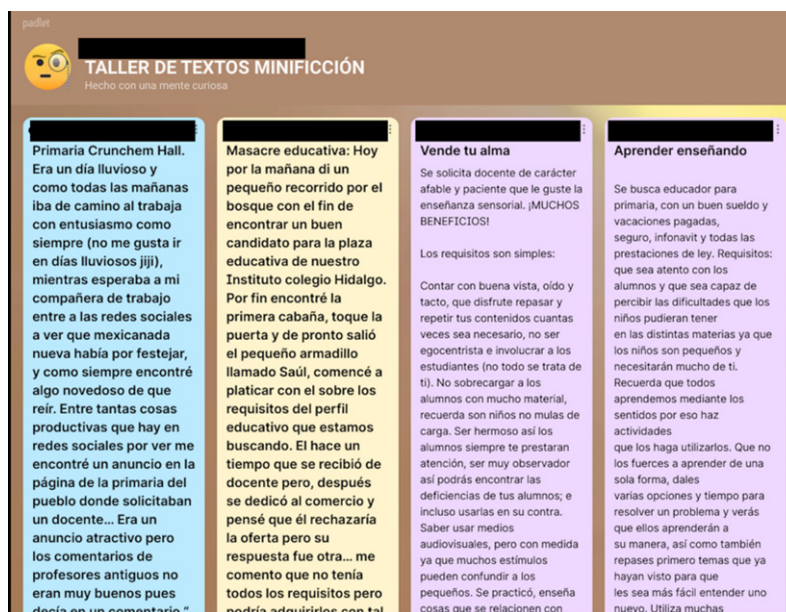 padlet
TALLER DE TEXTOS MINIFICCIÓN
Hecho con una mente curiosa
Primaria Crunchem Hall.
Era un día lluvioso y
como todas las mañanas
iba de camino al trabaja
con entusiasmo como
siempre (no me gusta ir
en días lluviosos jiji),
mientras esperaba a mi
compañera de trabajo
entre a las redes sociales
a ver que mexicanada
nueva había por festejar,
y como siempre encontré
algo novedoso de que
reír. Entre tantas cosas
productivas que hay en
redes sociales por ver me
encontré un anuncio en la
página de la primaria del
pueblo donde solicitaban
un docente... Era un
anuncio atractivo pero
los comentarios de
profesores antiguos no
eran muy buenos pues
decía en un comentario "
Masacre educativa: Hoy
por la mañana di un
pequeño recorrido por el
bosque con el fin de
encontrar un buen
candidato para la plaza
educativa de nuestro
Instituto colegio Hidalgo.
Por fin encontré la
primera cabaña, toque la
puerta y de pronto salió
el pequeño armadillo
llamado Saúl, comencé a
platicar con el sobre los
requisitos del perfil
educativo que estamos
buscando. El hace un
tiempo que se recibió de
docente pero, después
se dedicó al comercio y
pensé que él rechazaría
la oferta pero su
respuesta fue otra... me
comento que no tenía
todos los requisitos pero
podría adquirirlos con tal
Vende tu alma
Se solicita docente de carácter
afable y paciente que le guste la
enseñanza sensorial. ¡MUCHOS
BENEFICIOS!
Los requisitos son simples:
Contar con buena vista, oído y
tacto, que disfrute repasar y
repetir tus contenidos cuantas
veces sea necesario, no ser
egocentrista e involucrar a los
estudiantes (no todo se trata de
ti). No sobrecargar a los
alumnos con mucho material,
recuerda son niños no mulas de
carga. Ser hermoso así los
alumnos siempre te prestaran
atención, ser muy observador
así podrás encontrar las
deficiencias de tus alumnos; e
incluso usarlas en su contra.
Saber usar medios
audiovisuales, pero con medida
ya que muchos estímulos
pueden confundir a los
pequeños. Se practicó, enseña
cosas que se relacionen con
Aprender enseñando
Se busca educador para
primaria, con un buen sueldo y
vacaciones pagadas,
seguro, infonavit y todas las
prestaciones de ley. Requisitos:
que sea atento con los
alumnos y que sea capaz de
percibir las dificultades que los
niños pudieran tener
en las distintas materias ya que
los niños son pequeños y
necesitarán mucho de ti.
Recuerda que todos
aprendemos mediante los
sentidos por eso haz
actividades
que los haga utilizarlos. Que no
los fuerces a aprender de una
sola forma, dales
varias opciones y tiempo para
resolver un problema y verás
que ellos aprenderán a
su manera, así como también
repases primero temas que ya
hayan visto para que
les sea más fácil entender uno
nuevo. Utiliza muchas